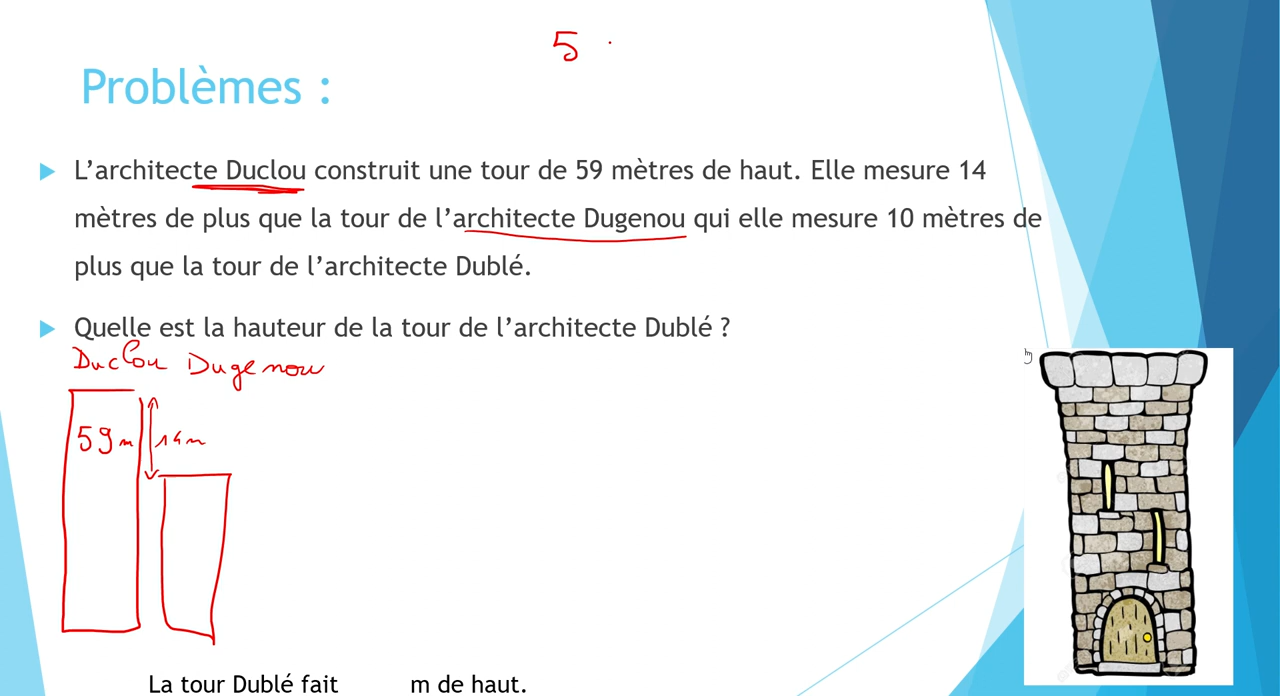 5
Problèmes :
L’architecte Duclou construit une tour de 59 mètres de haut. Elle mesure 14
mètres de plus que la tour de l’architecte Dugenou qui elle mesure 10 mètres de
plus que la tour de l’architecte Dublé.
Quelle est la hauteur de la tour de l’architecte Dublé ?
Duclou Dugenou
59m 14m
La tour Dublé fait m de haut.